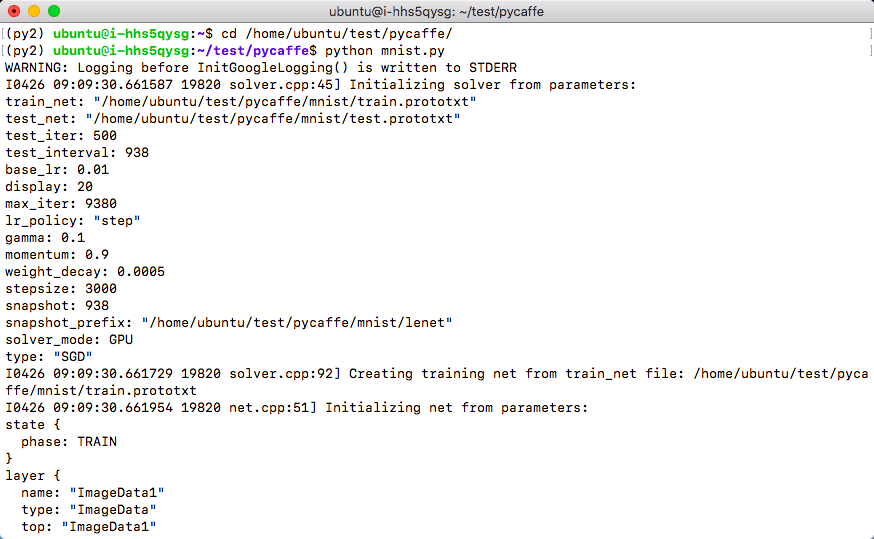 ubuntu@i-hhs5qysg: ~/test/pycaffe
[(py2) ubuntu@i-hhs5qysg:~$ cd /home/ubuntu/test/pycaffe/ ]
[(py2) ubuntu@i-hhs5qysg:~/test/pycaffe$ python mnist.py ]
WARNING: Logging before InitGoogleLogging() is written to STDERR
I0426 09:09:30.661587 19820 solver.cpp:45] Initializing solver from parameters:
train_net: "/home/ubuntu/test/pycaffe/mnist/train.prototxt"
test_net: "/home/ubuntu/test/pycaffe/mnist/test.prototxt"
test_iter: 500
test_interval: 938
base_lr: 0.01
display: 20
max_iter: 9380
lr_policy: "step"
gamma: 0.1
momentum: 0.9
weight_decay: 0.0005
stepsize: 3000
snapshot: 938
snapshot_prefix: "/home/ubuntu/test/pycaffe/mnist/lenet"
solver_mode: GPU
type: "SGD"
I0426 09:09:30.661729 19820 solver.cpp:92] Creating training net from train_net file: /home/ubuntu/test/pyca
ffe/mnist/train.prototxt
I0426 09:09:30.661954 19820 net.cpp:51] Initializing net from parameters:
state {
  phase: TRAIN
}
layer {
  name: "ImageData1"
  type: "ImageData"
  top: "ImageData1"